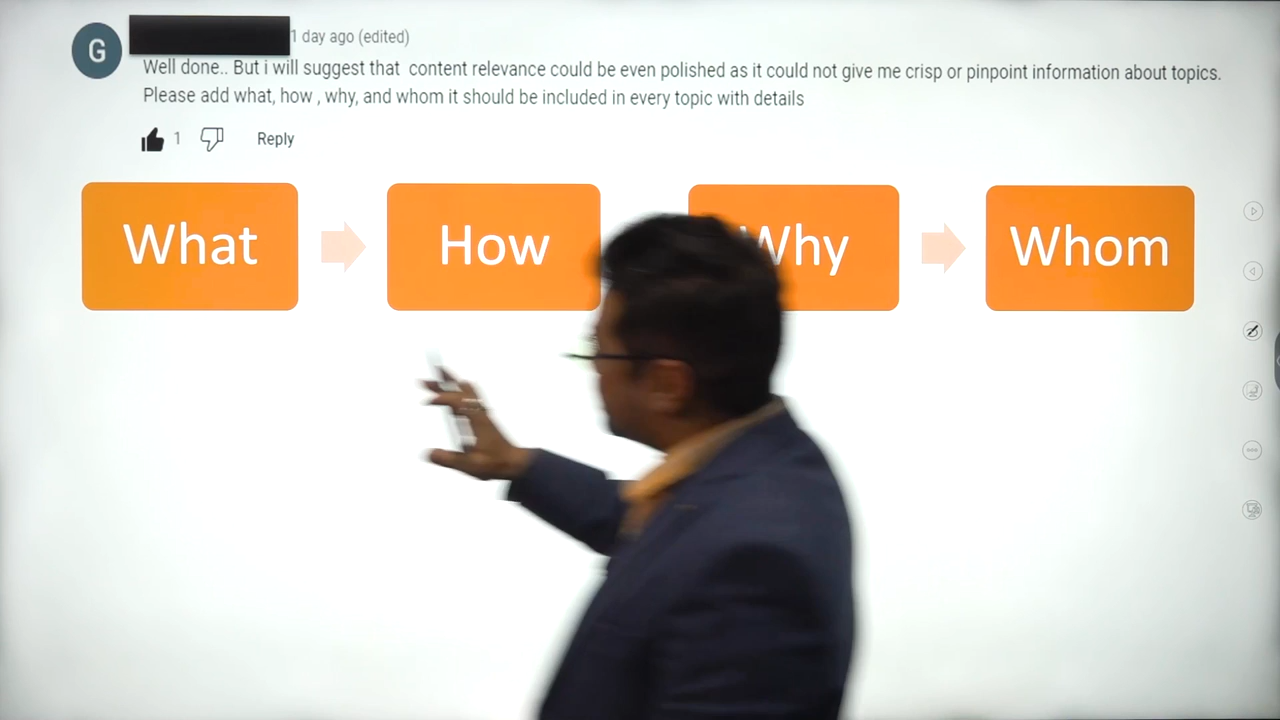 G
1 day ago (edited)
Well done.. But i will suggest that content relevance could be even polished as it could not give me crisp or pinpoint information about topics.
Please add what, how , why, and whom it should be included in every topic with details
1 Reply
What How Why Whom